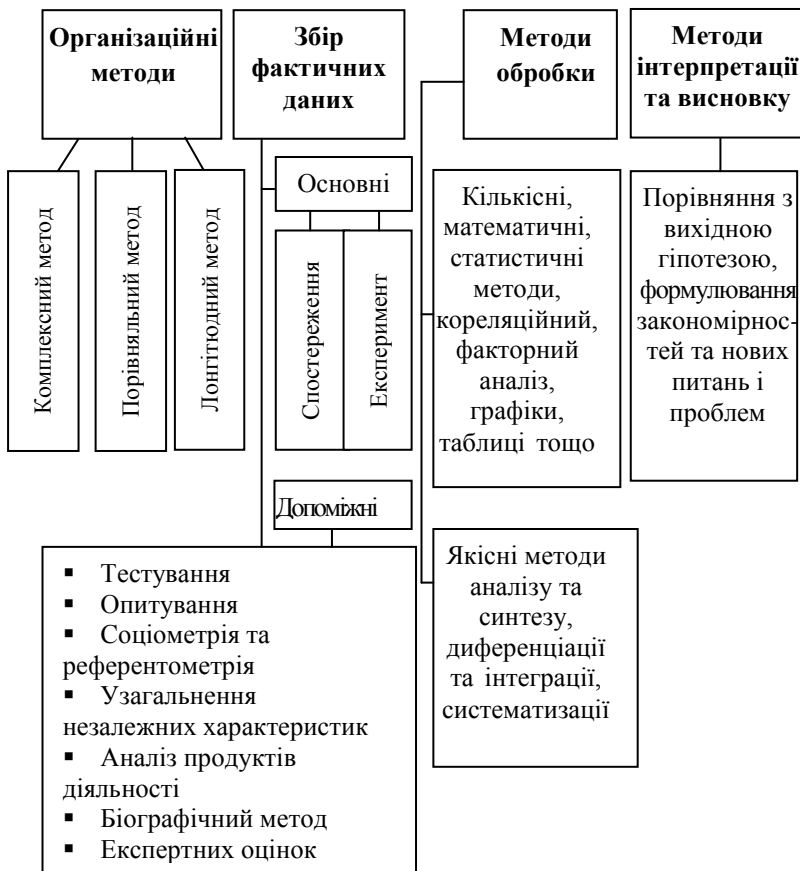 Організаційні
методи
Збір
фактичних
даних
Методи
обробки
Методи
інтерпретації
та висновку
Комплексний метод
Порівняльний метод
Лонгітюдний метод
Основні
Спостереження
Експеримент
Кількісні,
математичні,
статистичні
методи,
кореляційний,
факторний
аналіз,
графіки,
таблиці тощо
Порівняння з
вихідною
гіпотезою,
формулювання
закономірнос-
тей та нових
питань і
проблем
Допоміжні
▪ Тестування
▪ Опитування
▪ Соціометрія та
референтометрія
▪ Узагальнення
незалежних характеристик
▪ Аналіз продуктів
діяльності
▪ Біографічний метод
▪ Експертних оцінок
Якісні методи
аналізу та
синтезу,
диференціації
та інтеграції,
систематизації